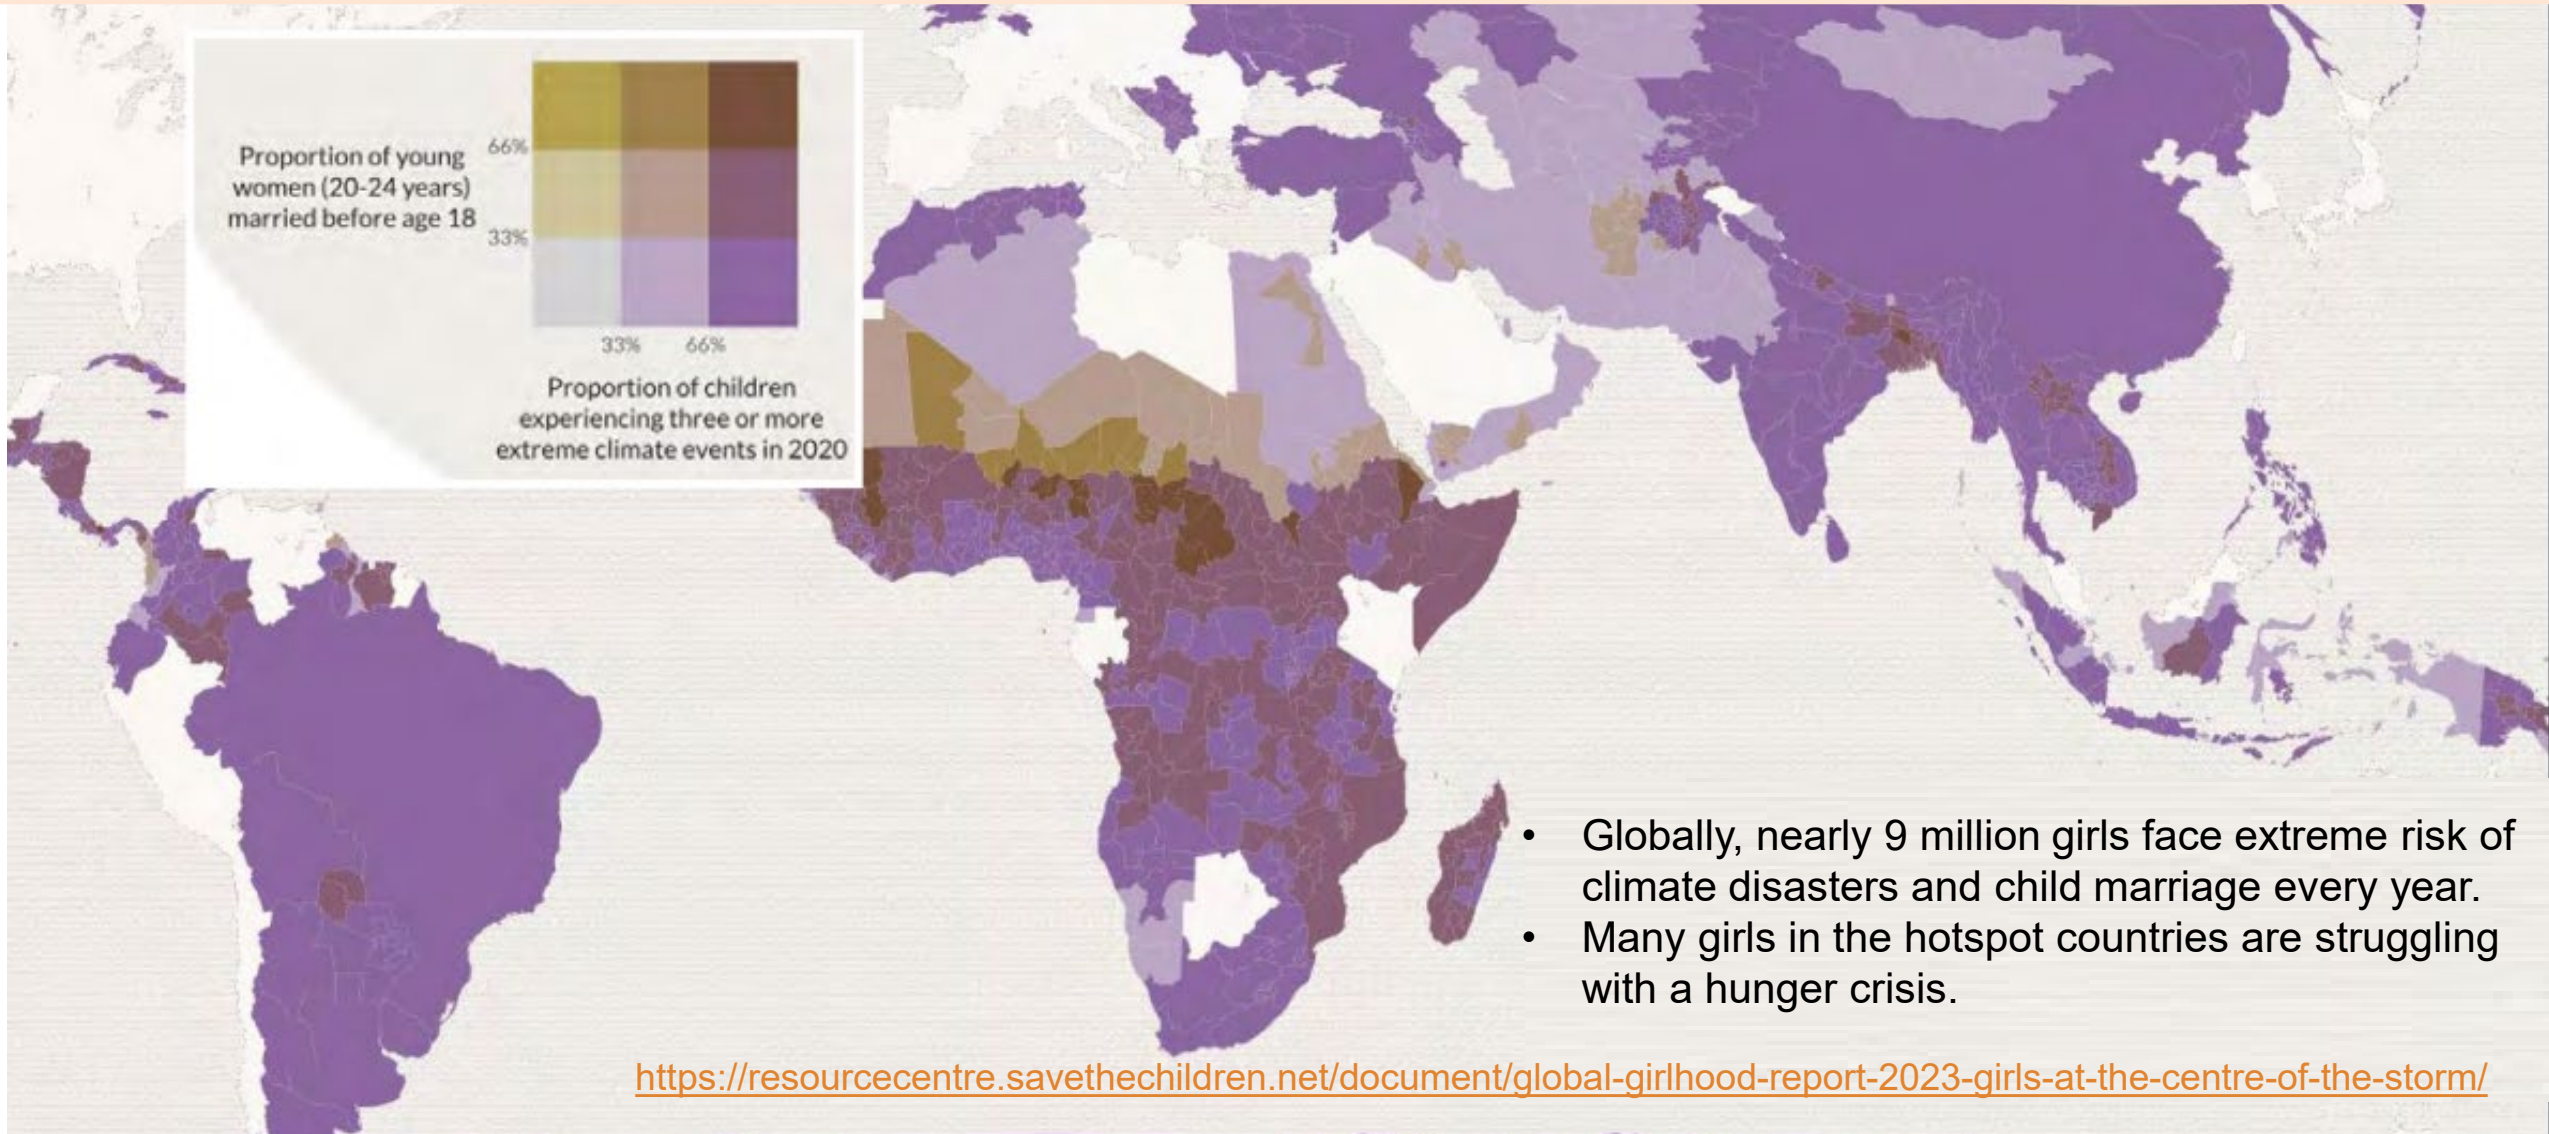 Proportion of young
women (20-24 years)
married before age 18
66%
33%
33%
66%
Proportion of children
experiencing three or more
extreme climate events in 2020
• Globally, nearly 9 million girls face extreme risk of
climate disasters and child marriage every year.
• Many girls in the hotspot countries are struggling
with a hunger crisis.
https://resourcecentre.savethechildren.net/document/global-girlhood-report-2023-girls-at-the-centre-of-the-storm/